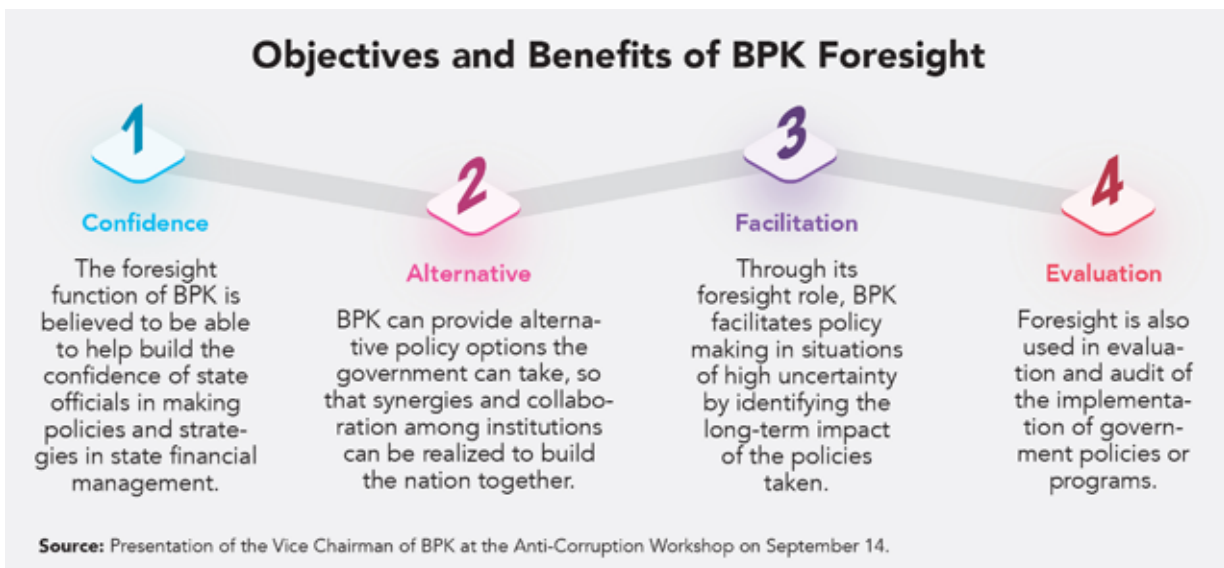 Objectives and Benefits of BPK Foresight
1
Confidence
The foresight
function of BPK is
believed to be able
to help build the
confidence of state
officials in making
policies and strate-
gies in state financial
management.
2
Alternative
BPK can provide alterna-
tive policy options the
government can take, so
that synergies and collabo-
ration among institutions
can be realized to build
the nation together.
3
Facilitation
Through its
foresight role, BPK
facilitates policy
making in situations
of high uncertainty
by identifying the
long-term impact
of the policies
taken.
4
Evaluation
Foresight is also
used in evalua-
tion and audit of
the implementa-
tion of govern-
ment policies or
programs.
Source: Presentation of the Vice Chairman of BPK at the Anti-Corruption Workshop on September 14.